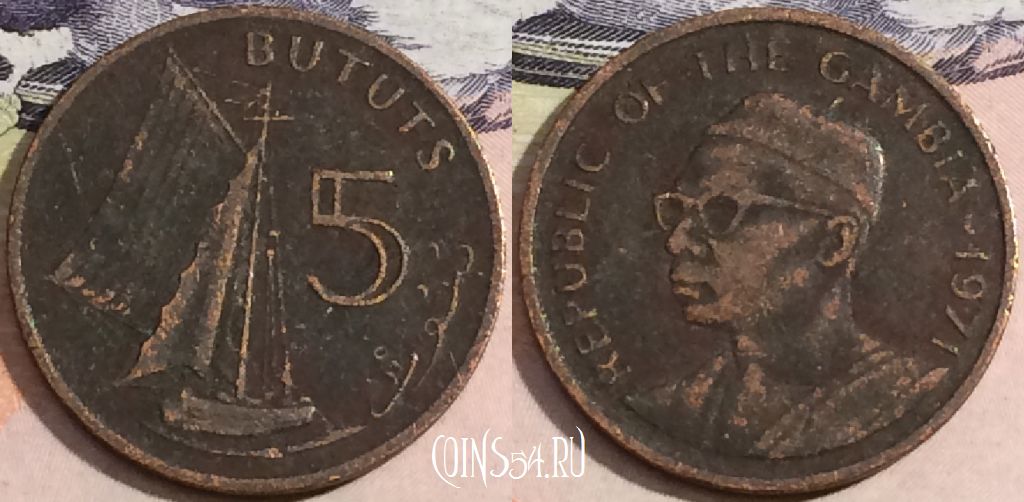 BUTUTS
5
REPUBLIC OF THE GAMBIA-1971
COINS54.RU